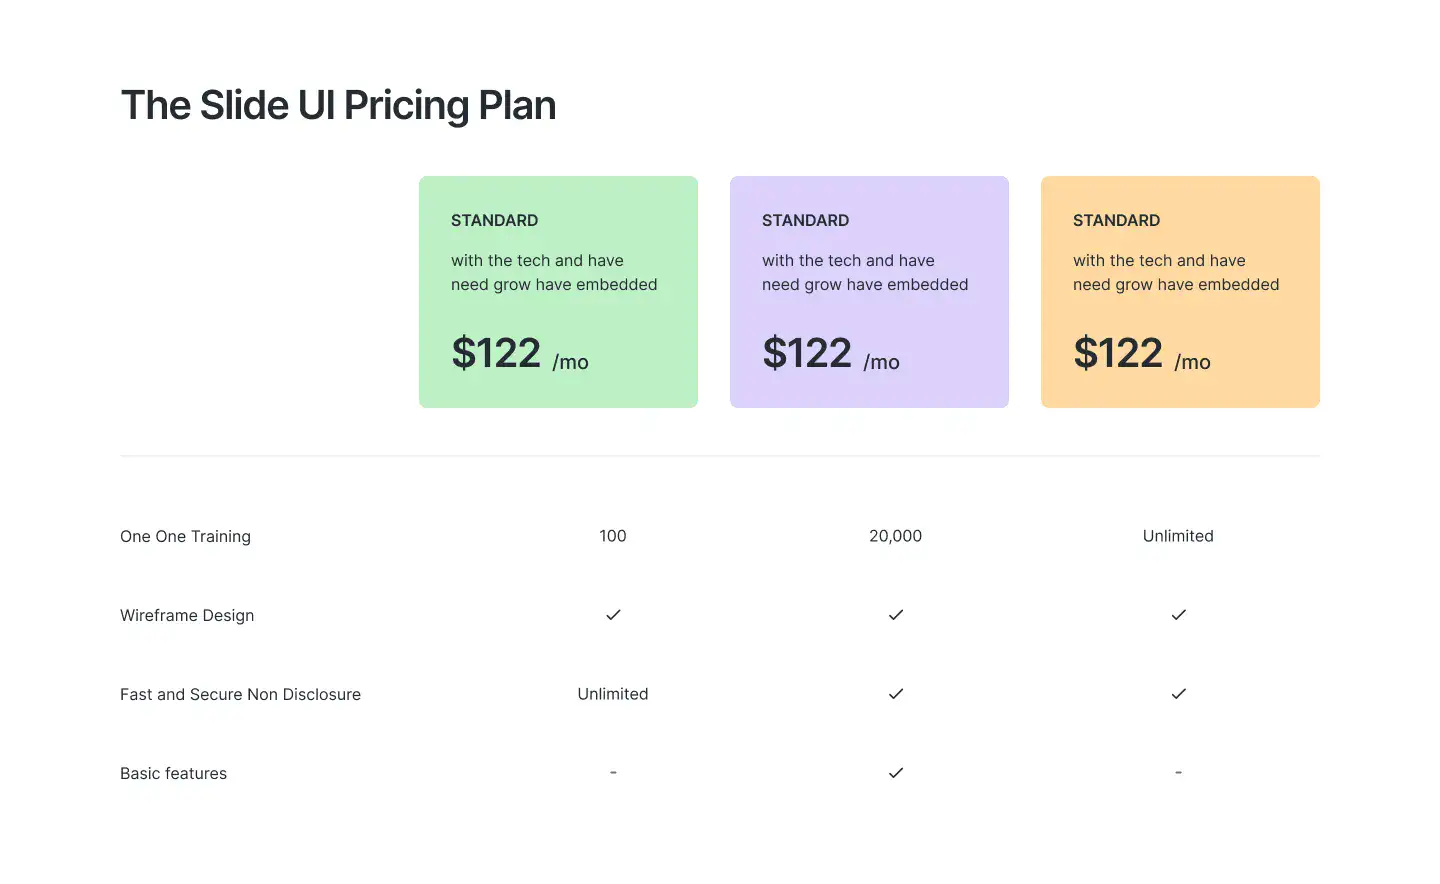 The Slide UI Pricing Plan
STANDARD
with the tech and have
need grow have embedded
$122 /mo
STANDARD
with the tech and have
need grow have embedded
$122 /mo
STANDARD
with the tech and have
need grow have embedded
$122 /mo
One One Training 100 20,000 Unlimited
Wireframe Design ✓ ✓ ✓
Fast and Secure Non Disclosure Unlimited ✓ ✓
Basic features - ✓ -